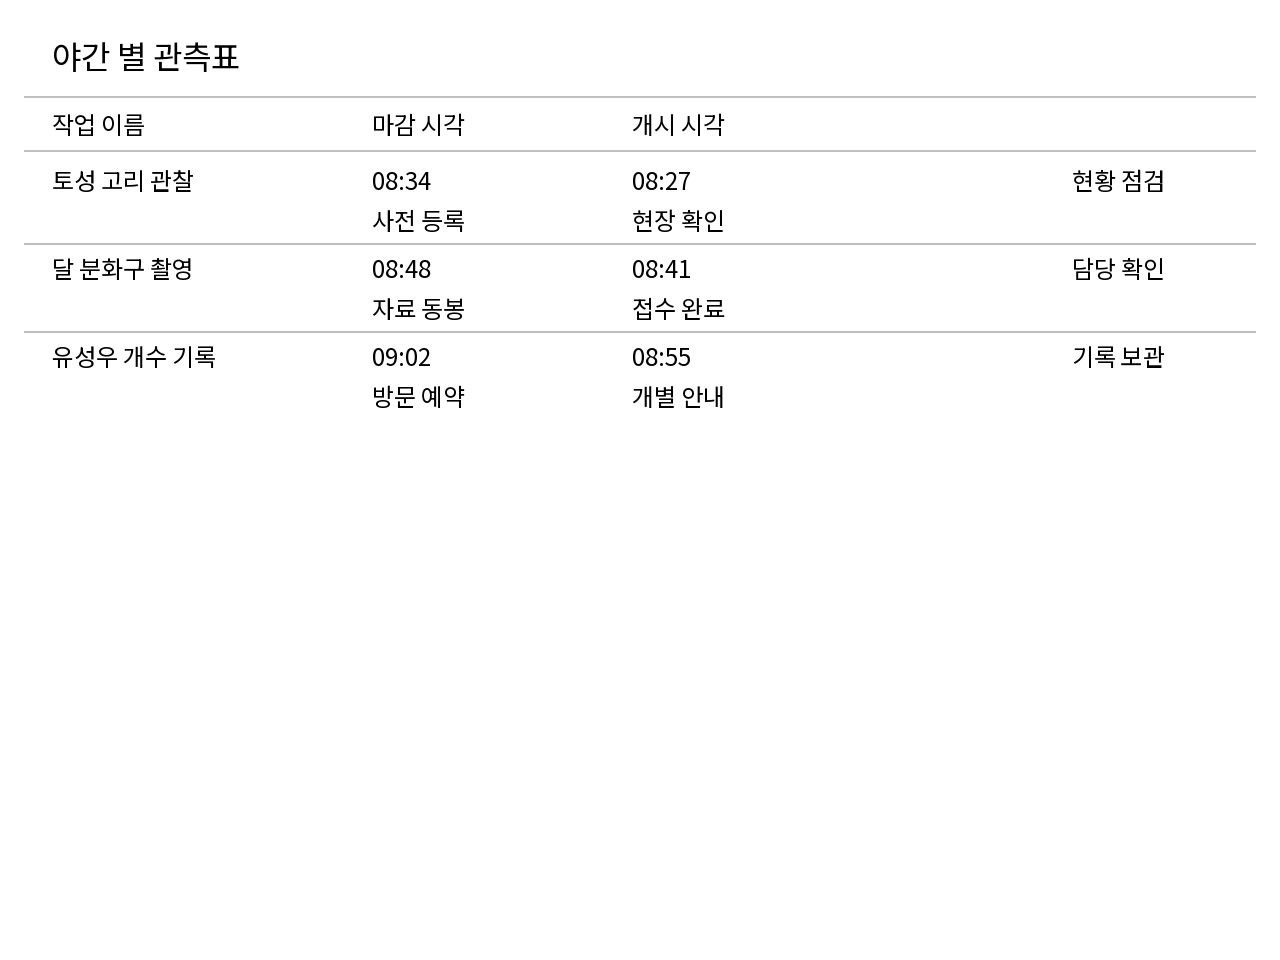 야간 별 관측표
작업 이름 마감 시각 개시 시각
토성 고리 관찰 08:34 08:27 현황 점검
사전 등록 현장 확인
달 분화구 촬영 08:48 08:41 담당 확인
자료 동봉 접수 완료
유성우 개수 기록 09:02 08:55 기록 보관
방문 예약 개별 안내